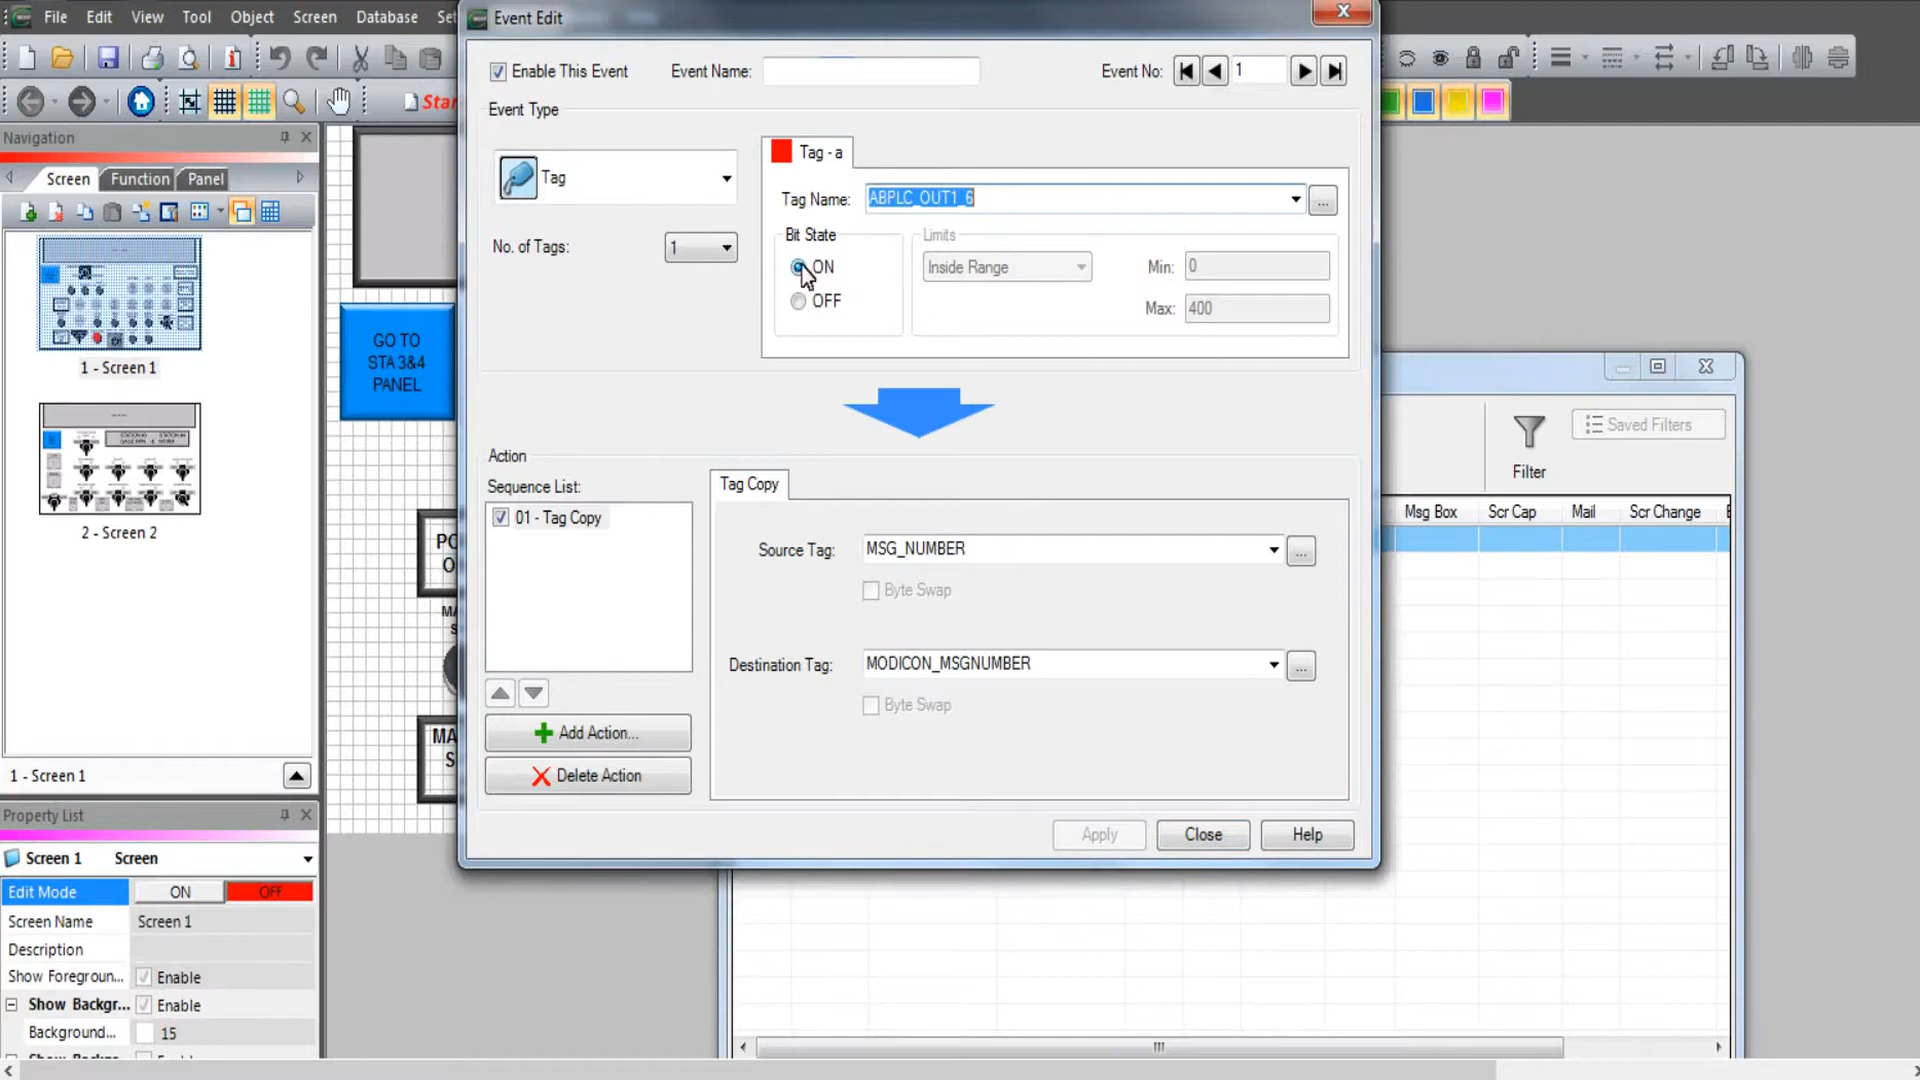 File Edit View Tool Object Screen Database
Event Edit
Enable This Event
Event Name:
Event No:
1
Event Type
Navigation
Screen
Function
Panel
Tag
No. of Tags:
1
Tag - a
Tag Name:
ABPLC_OUT1_6
...
Bit State
ON
OFF
Limits
Inside Range
Min:
0
Max:
400
1 - Screen 1
2 - Screen 2
GO TO
STA 3&4
PANEL
Action
Sequence List:
01 - Tag Copy
Add Action...
Delete Action
Tag Copy
Source Tag:
MSG_NUMBER
...
Byte Swap
Destination Tag:
MODICON_MSGNUMBER
...
Byte Swap
Apply
Close
Help
Saved Filters
Filter
Msg Box
Scr Cap
Mail
Scr Change
1 - Screen 1
Property List
Screen 1
Screen
Edit Mode
ON
OFF
Screen Name
Screen 1
Description
Show Foregroun...
Enable
Show Backgr...
Enable
Background...
15